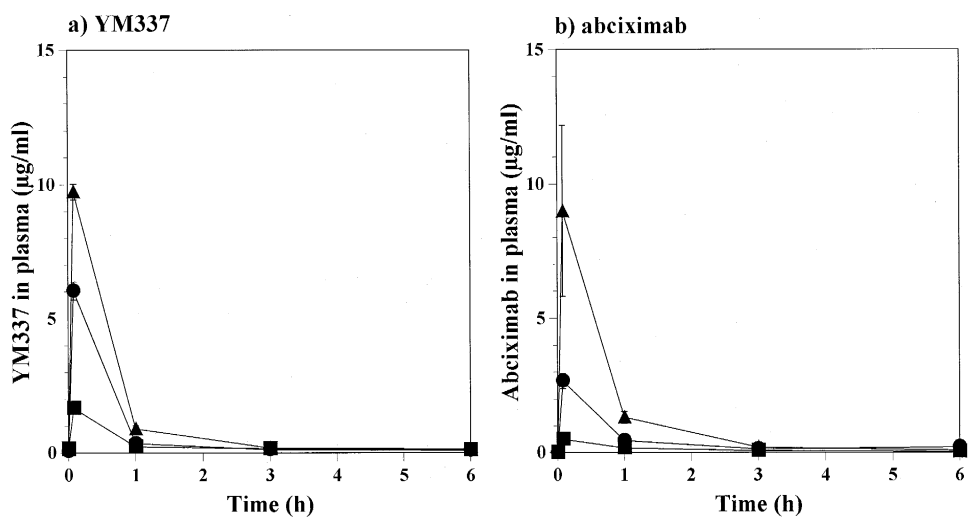 a) YM337
15
10
5
0
0 1 2 3 4 5 6
Time (h)
YM337 in plasma (µg/ml)
b) abciximab
15
10
5
0
0 1 2 3 4 5 6
Time (h)
Abciximab in plasma (µg/ml)